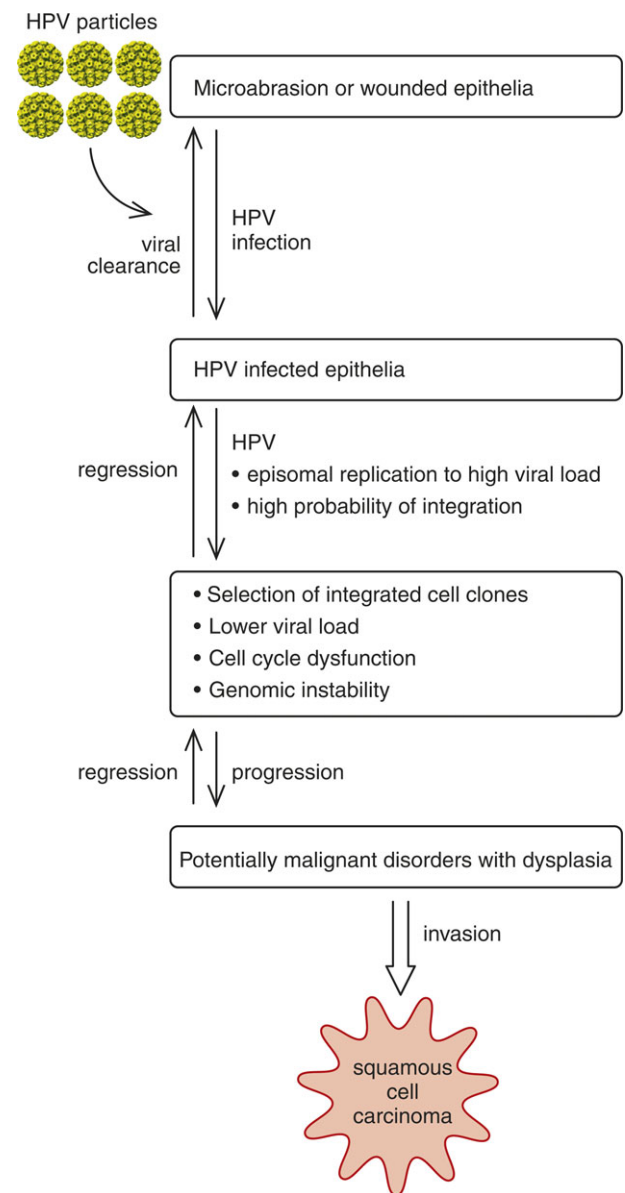 HPV particles
Microabrasion or wounded epithelia
viral
clearance
HPV
infection
HPV infected epithelia
regression
HPV
• episomal replication to high viral load
• high probability of integration
• Selection of integrated cell clones
• Lower viral load
• Cell cycle dysfunction
• Genomic instability
regression
progression
Potentially malignant disorders with dysplasia
invasion
squamous
cell
carcinoma